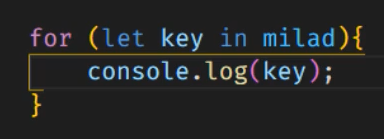 for (let key in milad){
    console.log(key);
}